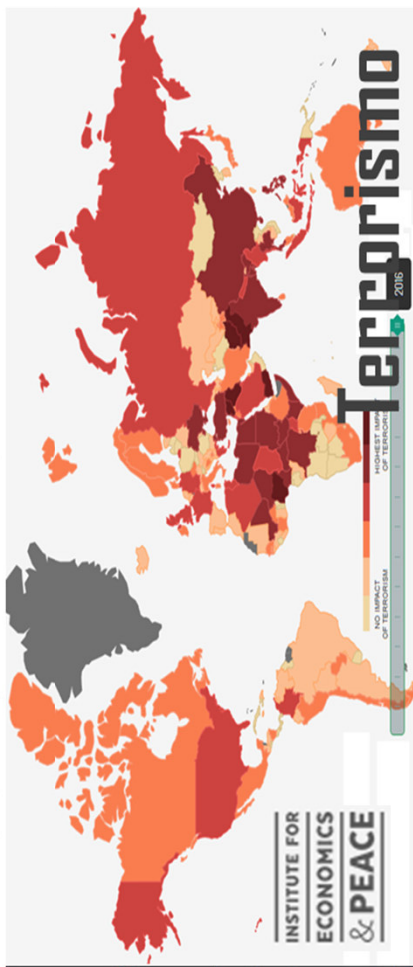 Terrorismo
2016
NO IMPACT
OF TERRORISM
HIGHEST IMPACT
OF TERRORISM
INSTITUTE FOR
ECONOMICS
& PEACE